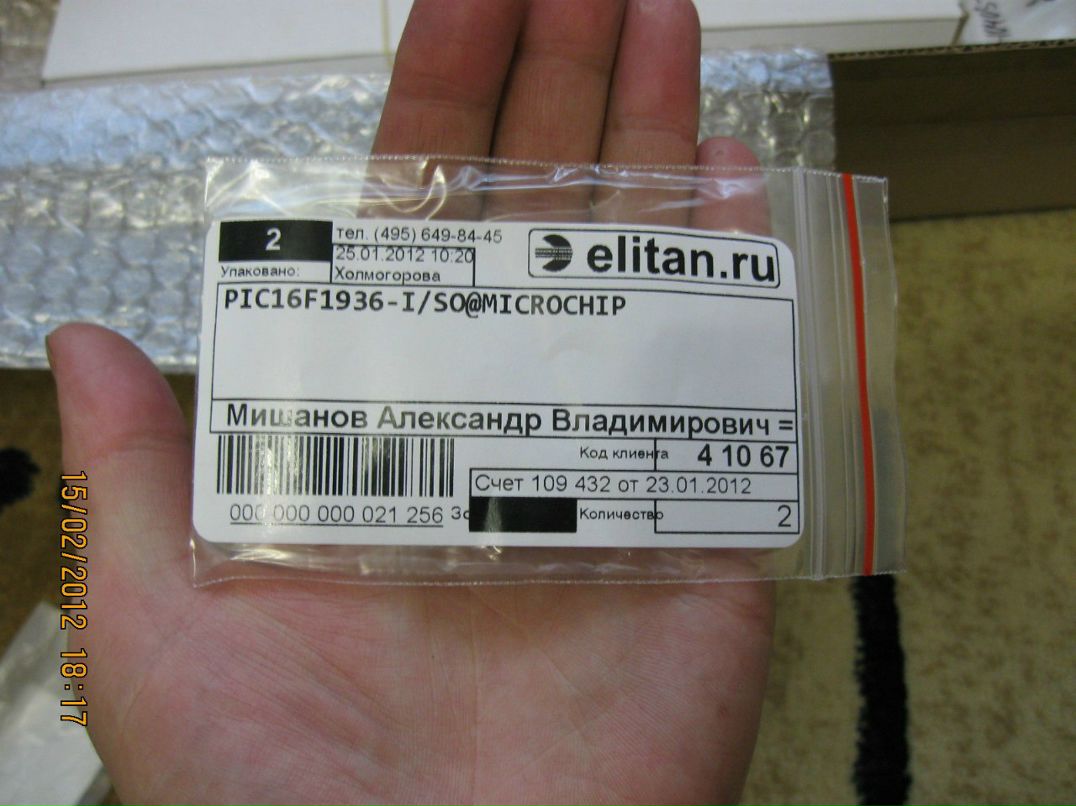 2
тел. (495) 649-84-45
elitan.ru
25.01.2012 10:20
Упаковано:
Холмогорова
PIC16F1936-I/SO@MICROCHIP
Мишанов Александр Владимирович =
Код клиента 4 10 67
Счет 109 432 от 23.01.2012
000 000 000 021 256
Количество 2
15/02/2012 18:17